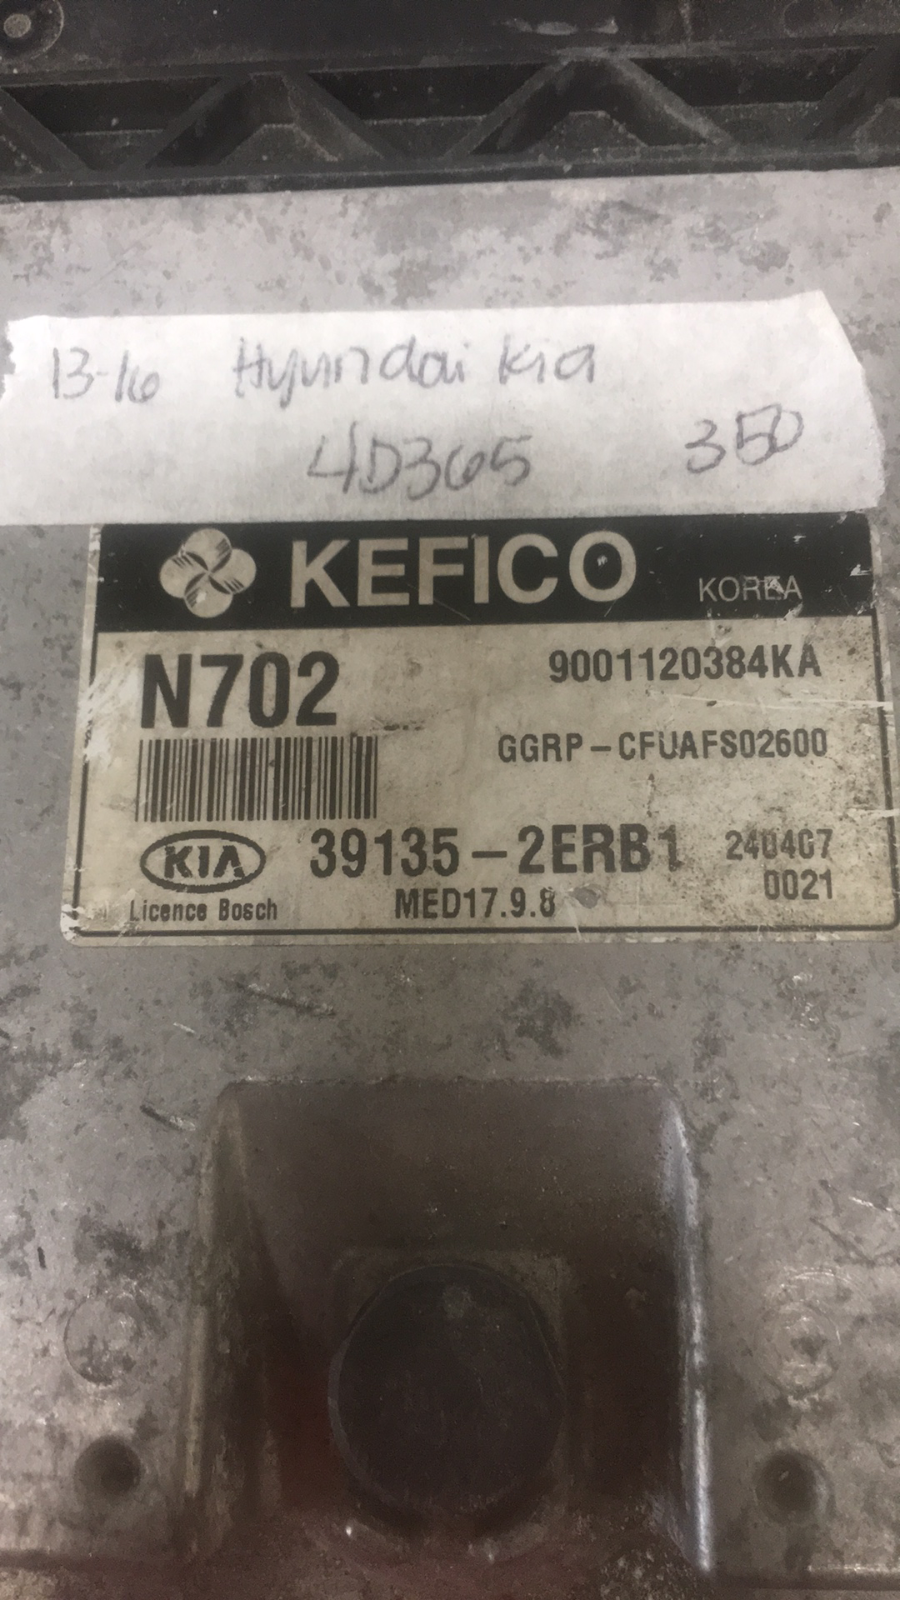 13-16 Hyundai Kia
4D365 350
KEFICO KOREA
N702 9001120384KA
GGRP-CFUAFS02600
KIA 39135-2ERB1 240407
0021
Licence Bosch MED17.9.8